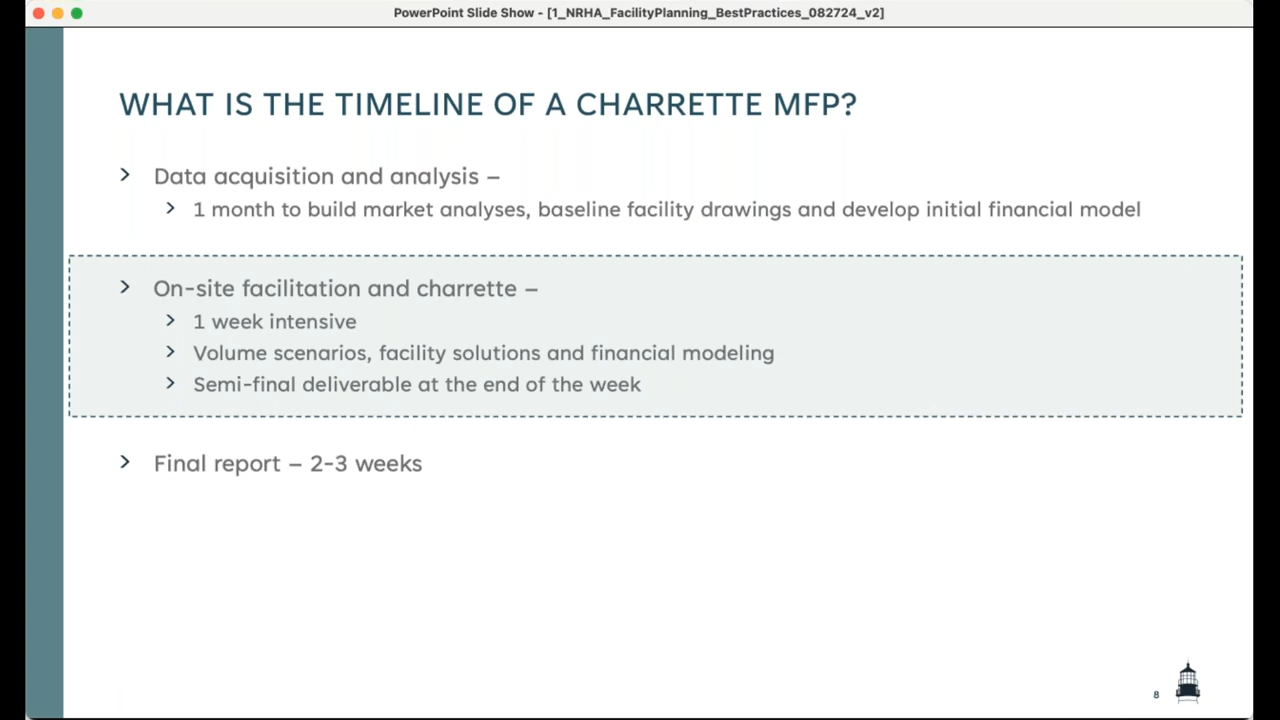 PowerPoint Slide Show - [1_NRHA_FacilityPlanning_BestPractices_082724_v2]
WHAT IS THE TIMELINE OF A CHARRETTE MFP?
> Data acquisition and analysis –
> 1 month to build market analyses, baseline facility drawings and develop initial financial model
> On-site facilitation and charrette –
> 1 week intensive
> Volume scenarios, facility solutions and financial modeling
> Semi-final deliverable at the end of the week
> Final report – 2-3 weeks
8